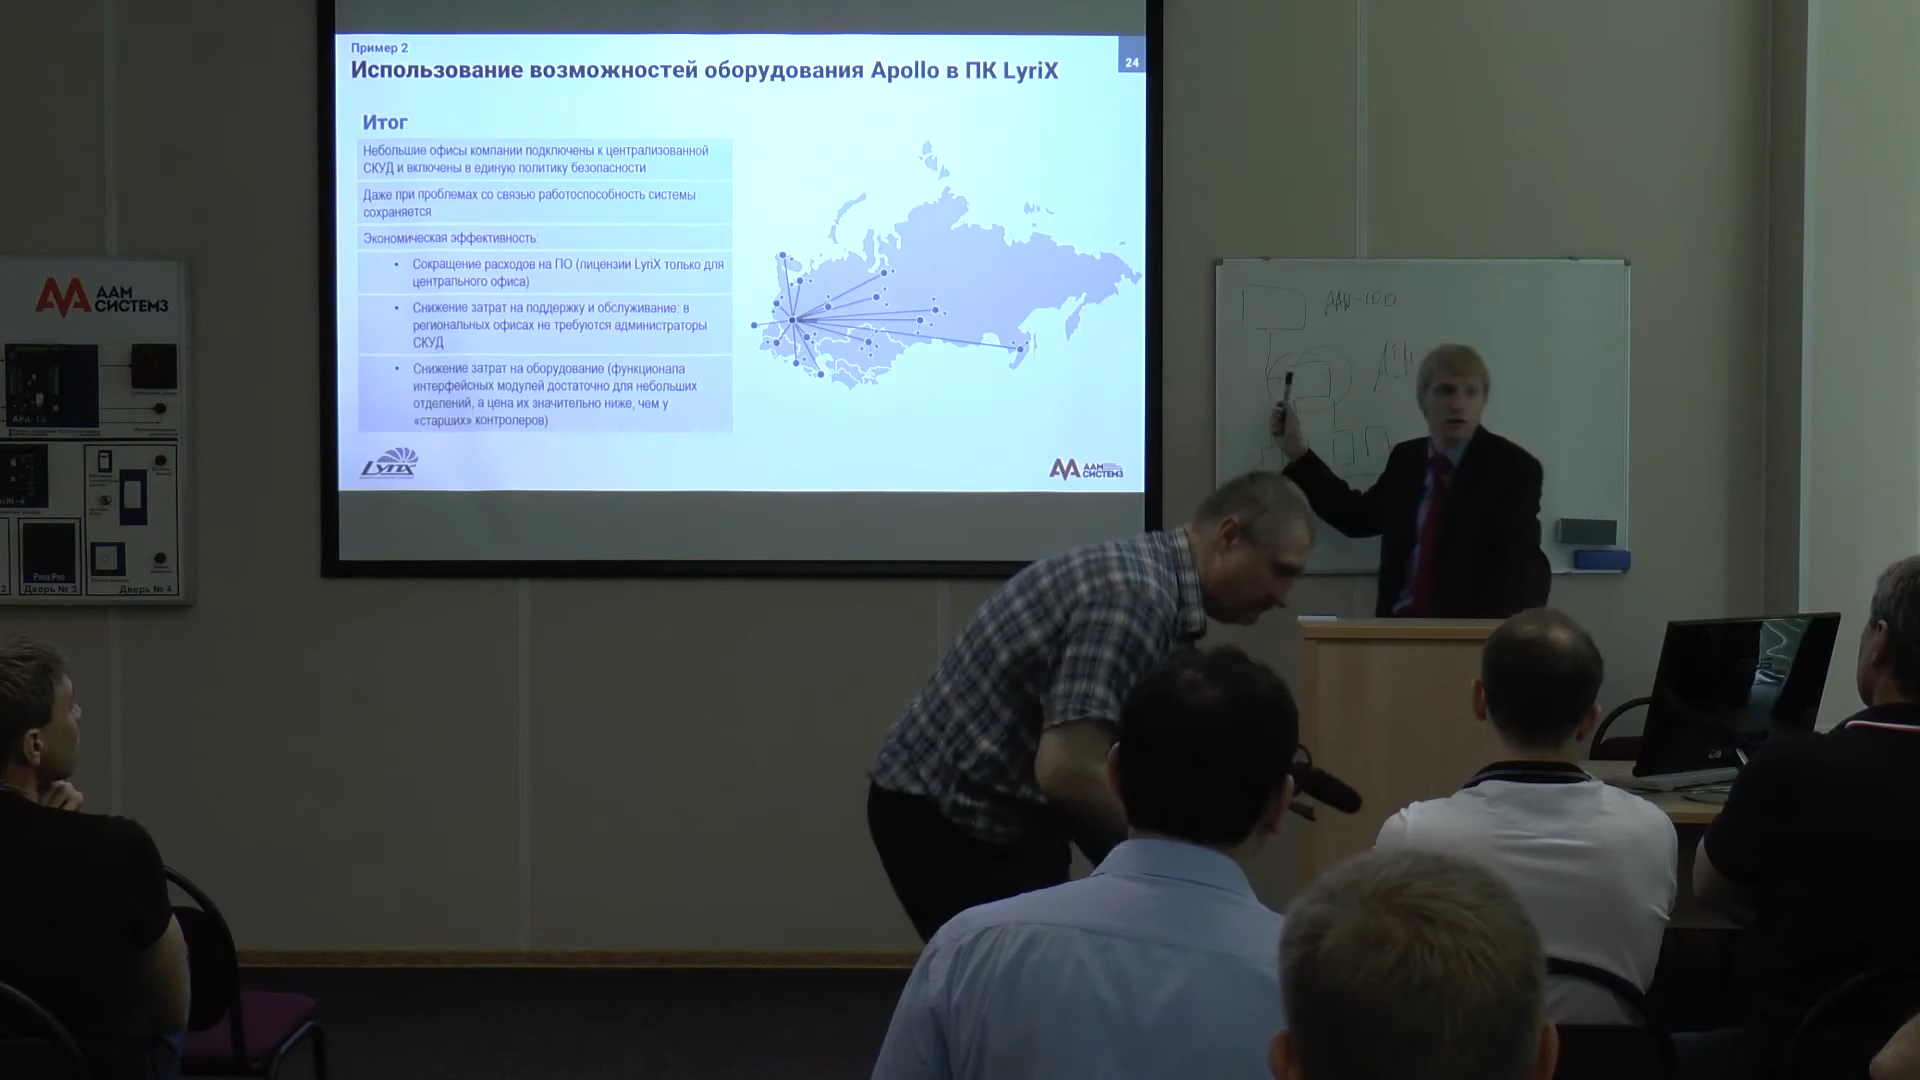 Пример 2
24
Использование возможностей оборудования Apollo в ПК LyriX
Итог
Небольшие офисы компании подключены к централизованной
СКУД и включены в единую политику безопасности
Даже при проблемах со связью работоспособность системы
сохраняется
Экономическая эффективность:
• Сокращение расходов на ПО (лицензии LyriX только для
центрального офиса)
• Снижение затрат на поддержку и обслуживание: в
региональных офисах не требуются администраторы
СКУД
• Снижение затрат на оборудование (функционала
интерфейсных модулей достаточно для небольших
отделений, а цена их значительно ниже, чем у
«старших» контролеров)
LyriX
ААМ
СИСТЕМЗ
ААМ
СИСТЕМЗ
AIM-4
ProxPro
2
Дверь № 3
Дверь № 4
AAN-100